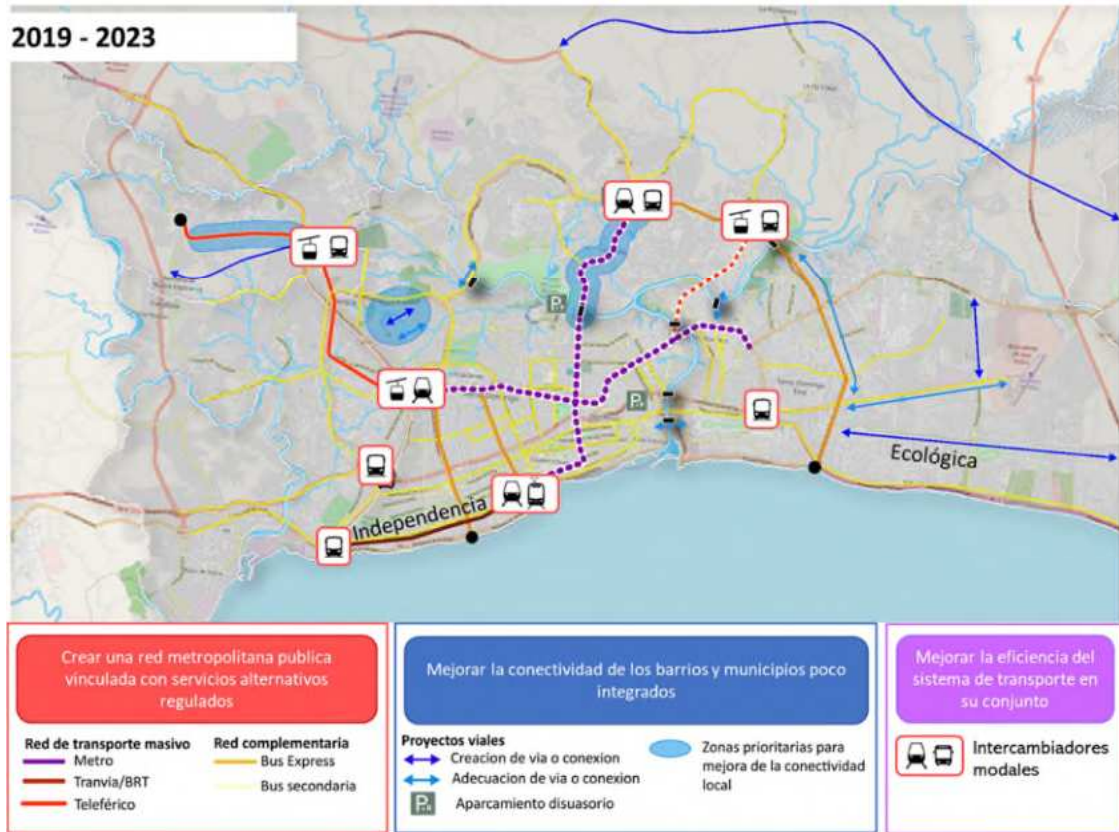 2019 - 2023
Ecológica
Independencia
Crear una red metropolitana publica
vinculada con servicios alternativos
regulados
Red de transporte masivo
Metro
Tranvia/BRT
Teleférico
Red complementaria
Bus Express
Bus secondaria
Mejorar la conectividad de los barrios y municipios poco
integrados
Proyectos viales
Creacion de via o conexion
Adecuacion de via o conexion
Aparcamiento disuasorio
Zonas prioritarias para
mejora de la conectividad
local
Mejorar la eficiencia del
sistema de transporte en
su conjunto
Intercambiadores
modales